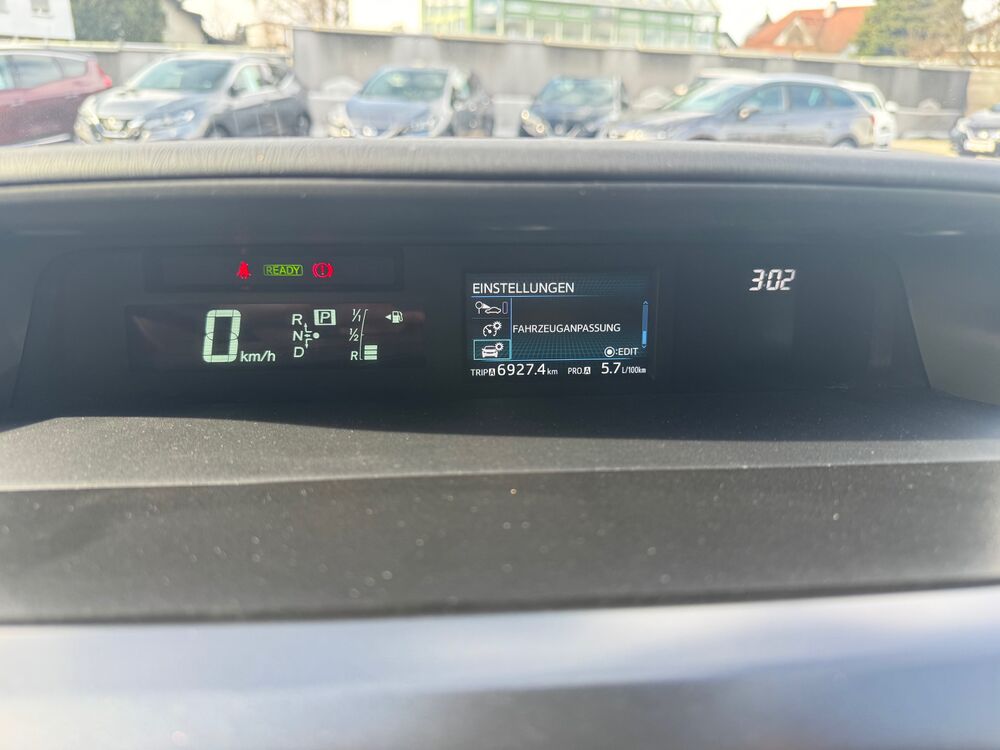 READY
0 km/h
R P
N
D
1/1
1/2
R
EINSTELLUNGEN
FAHRZEUGANPASSUNG
:EDIT
TRIP A 6927.4 km PRO.A 5.7 L/100km
3:02